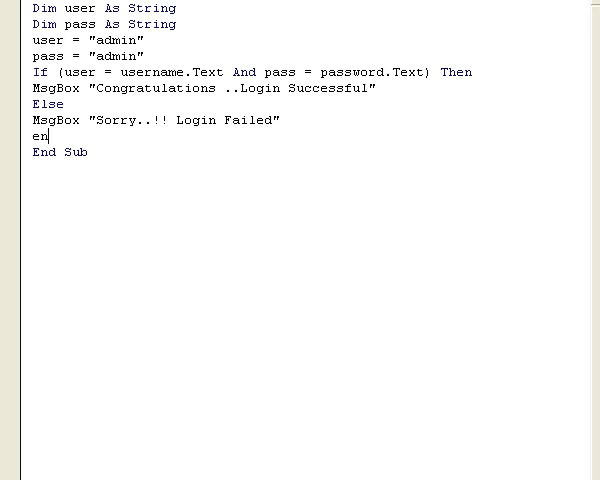 Dim user As String
Dim pass As String
user = "admin"
pass = "admin"
If (user = username.Text And pass = password.Text) Then
MsgBox "Congratulations ..Login Successful"
Else
MsgBox "Sorry..!! Login Failed"
en
End Sub